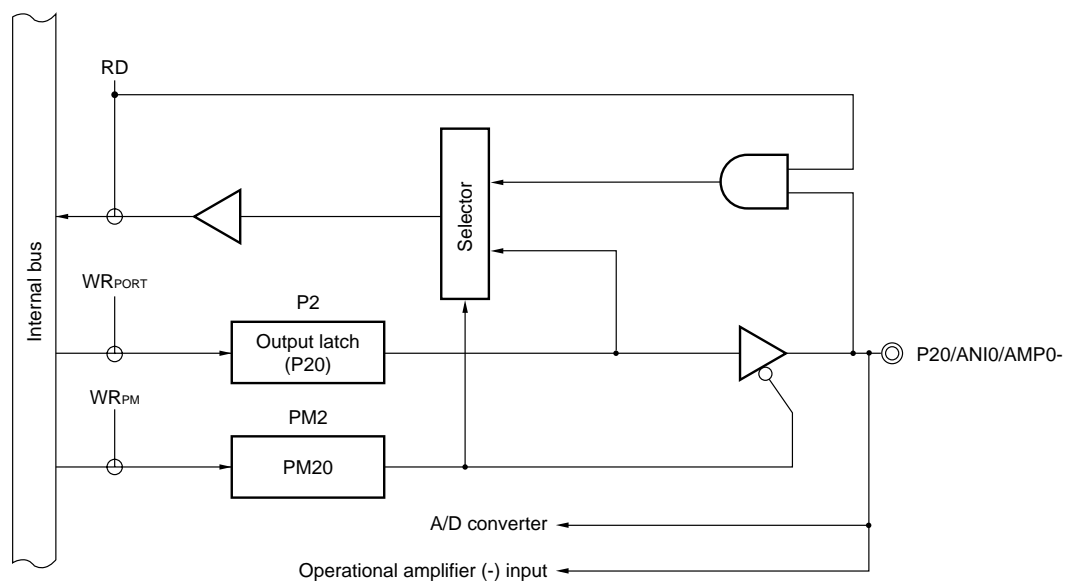 RD
Selector
Internal bus
WRPORT
P2
Output latch
(P20)
P20/ANI0/AMP0-
WRPM
PM2
PM20
A/D converter
Operational amplifier (-) input